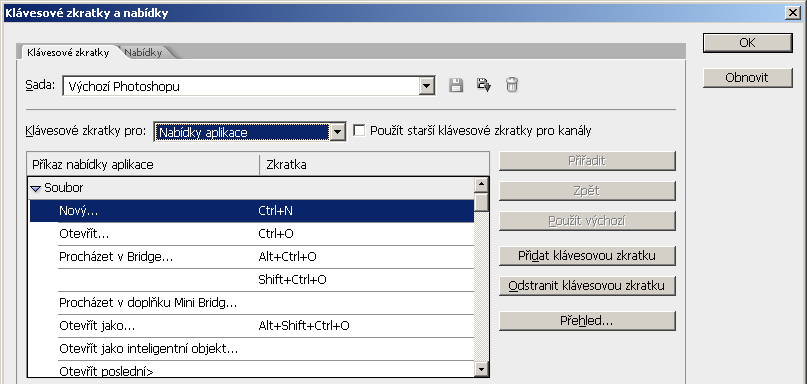 Klávesové zkratky a nabídky
Klávesové zkratky
Nabídky
OK
Obnovit
Sada: Výchozí Photoshopu
Klávesové zkratky pro: Nabídky aplikace
Použít starší klávesové zkratky pro kanály
Příkaz nabídky aplikace Zkratka
Přiřadit
Zpět
Použít výchozí
Přidat klávesovou zkratku
Odstranit klávesovou zkratku
Přehled...
Soubor
Nový... Ctrl+N
Otevřít... Ctrl+O
Procházet v Bridge... Alt+Ctrl+O
Shift+Ctrl+O
Procházet v doplňku Mini Bridg...
Otevřít jako... Alt+Shift+Ctrl+O
Otevřít jako inteligentní objekt...
Otevřít poslední>